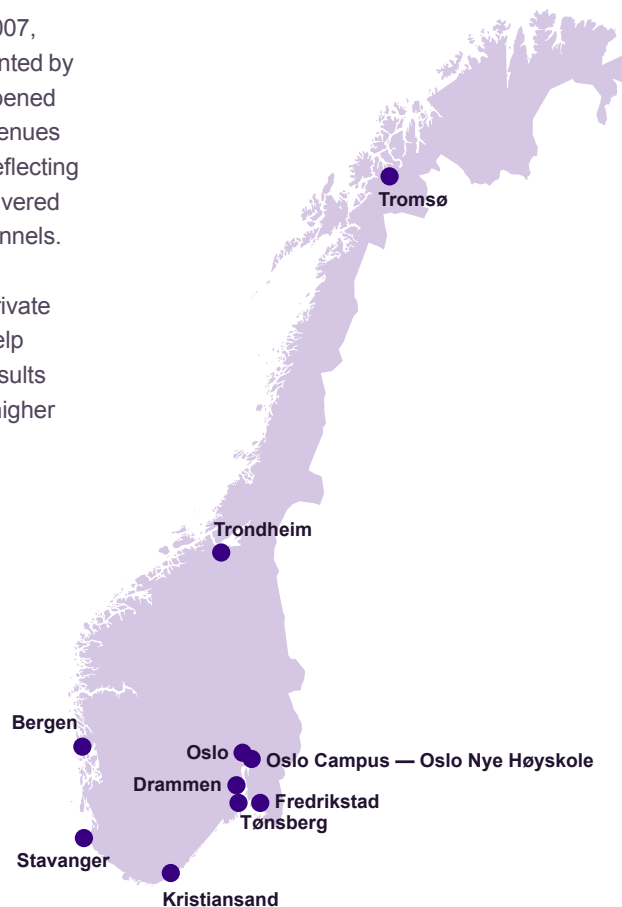 007,
nted by
pened
enues
eflecting
vered
nnels.
rivate
elp
sults
higher
Tromsø
Trondheim
Bergen
Oslo
Oslo Campus — Oslo Nye Høyskole
Drammen
Fredrikstad
Tønsberg
Stavanger
Kristiansand